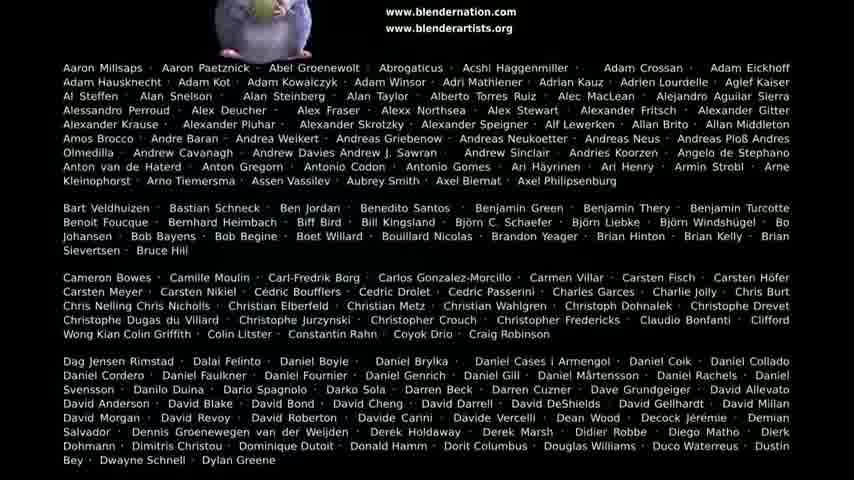 www.blendernation.com
www.blenderartists.org
Aaron Millsaps · Aaron Paetznick · Abel Groenewolt · Abrogaticus · Acshi Haggenmiller · Adam Crossan · Adam Eickhoff
Adam Hausknecht · Adam Kot · Adam Kowalczyk · Adam Winsor · Adri Mathlener · Adrian Kauz · Adrien Lourdelle · Aglef Kaiser
Al Steffen · Alan Snelson · Alan Steinberg · Alan Taylor · Alberto Torres Ruiz · Alec MacLean · Alejandro Aguilar Sierra
Alessandro Perroud · Alex Deucher · Alex Fraser · Alexx Northsea · Alex Stewart · Alexander Fritsch · Alexander Gitter
Alexander Krause · Alexander Pluhar · Alexander Skrotzky · Alexander Speigner · Alf Lewerken · Allan Brito · Allan Middleton
Amos Brocco · Andre Baran · Andrea Weikert · Andreas Griebenow · Andreas Neukoetter · Andreas Neus · Andreas Ploß Andres
Olmedilla · Andrew Cavanagh · Andrew Davies Andrew J. Sawran · Andrew Sinclair · Andries Koorzen · Angelo de Stephano
Anton van de Haterd · Anton Gregorn · Antonio Codon · Antonio Gomes · Ari Häyrinen · Ari Henry · Armin Strobl · Arne
Kleinophorst · Arno Tiemersma · Assen Vassilev · Aubrey Smith · Axel Biernat · Axel Philipsenburg
Bart Veldhuizen · Bastian Schneck · Ben Jordan · Benedito Santos · Benjamin Green · Benjamin Thery · Benjamin Turcotte
Benoit Foucque · Bernhard Heimbach · Biff Bird · Bill Kingsland · Björn C. Schaefer · Björn Liebke · Björn Windshügel · Bo
Johansen · Bob Bayens · Bob Begine · Boet Willard · Bouillard Nicolas · Brandon Yeager · Brian Hinton · Brian Kelly · Brian
Sievertsen · Bruce Hill
Cameron Bowes · Camille Moulin · Carl-Fredrik Borg · Carlos Gonzalez-Morcillo · Carmen Villar · Carsten Fisch · Carsten Höfer
Carsten Meyer · Carsten Nikiel · Cédric Boufflers · Cedric Drolet · Cedric Passerini · Charles Garces · Charlie Jolly · Chris Burt
Chris Nelling Chris Nicholls · Christian Elberfeld · Christian Metz · Christian Wahlgren · Christoph Dohnalek · Christophe Drevet
Christophe Dugas du Villard · Christophe Jurzynski · Christopher Crouch · Christopher Fredericks · Claudio Bonfanti · Clifford
Wong Kian Colin Griffith · Colin Litster · Constantin Rahn · Coyok Drio · Craig Robinson
Dag Jensen Rimstad · Dalai Felinto · Daniel Boyle · Daniel Brylka · Daniel Cases i Armengol · Daniel Coik · Daniel Collado
Daniel Cordero · Daniel Faulkner · Daniel Fournier · Daniel Genrich · Daniel Gill · Daniel Mårtensson · Daniel Rachels · Daniel
Svensson · Danilo Duina · Dario Spagnolo · Darko Sola · Darren Beck · Darren Cuzner · Dave Grundgeiger · David Allevato
David Anderson · David Blake · David Bond · David Cheng · David Darrell · David DeShields · David Gellhardt · David Millan
David Morgan · David Revoy · David Roberton · Davide Canni · Davide Vercelli · Dean Wood · Decock Jérémie · Demian
Salvador · Dennis Groenewegen van der Weijden · Derek Holdaway · Derek Marsh · Didier Robbe · Diego Matho · Dierk
Dohmann · Dimitris Christou · Dominique Dutoit · Donald Hamm · Dorit Columbus · Douglas Williams · Duco Waterreus · Dustin
Bey · Dwayne Schnell · Dylan Greene